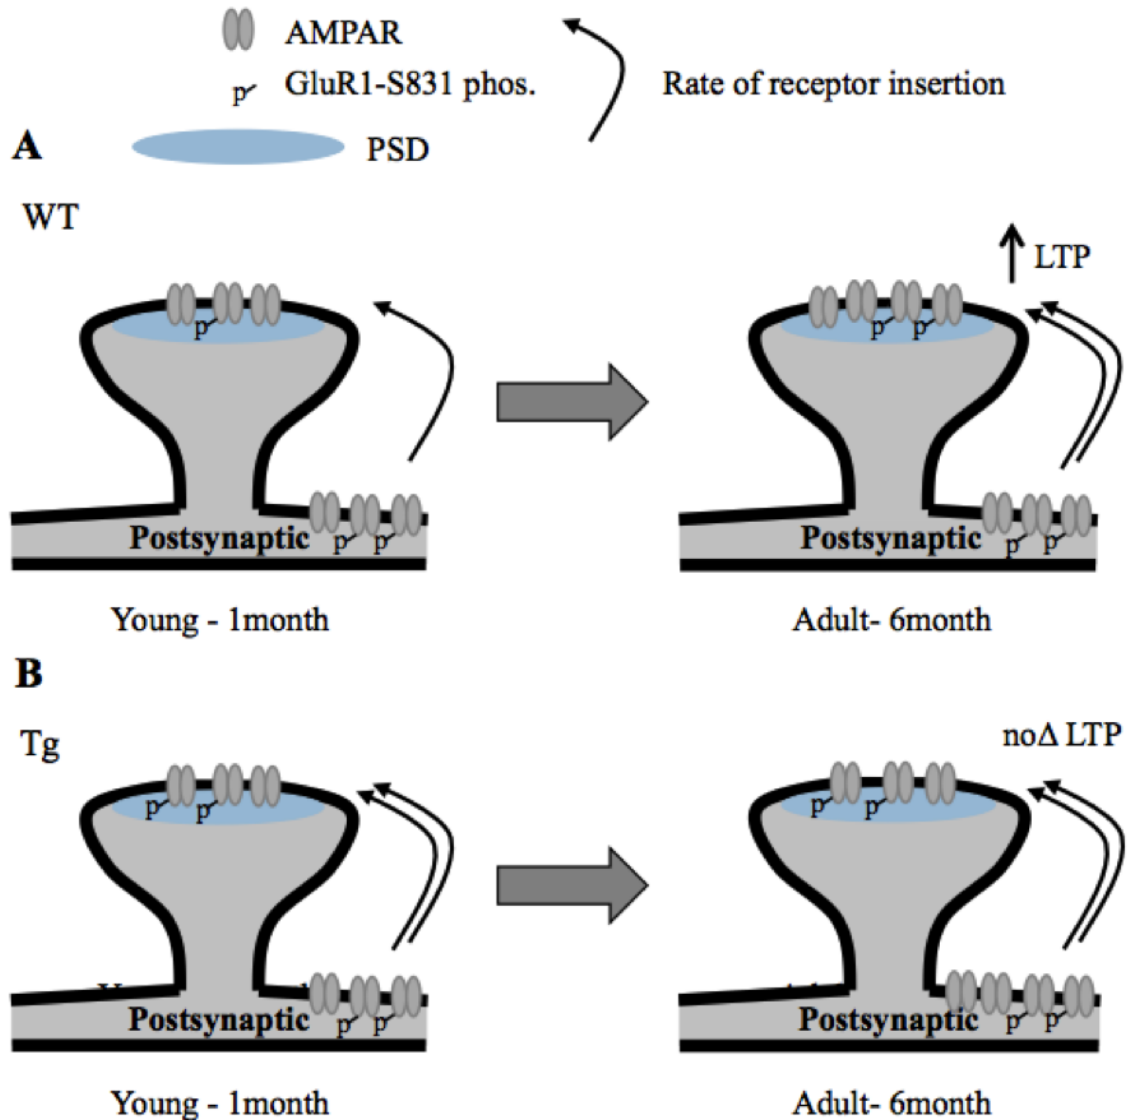 AMPAR
p GluR1-S831 phos.
Rate of receptor insertion
A
PSD
WT
LTP
p
p p
Postsynaptic p p
Postsynaptic p p
Young - 1month
Adult- 6month
B
Tg
noΔ LTP
p p
p p
Postsynaptic p p
Postsynaptic p p
Young - 1month
Adult- 6month